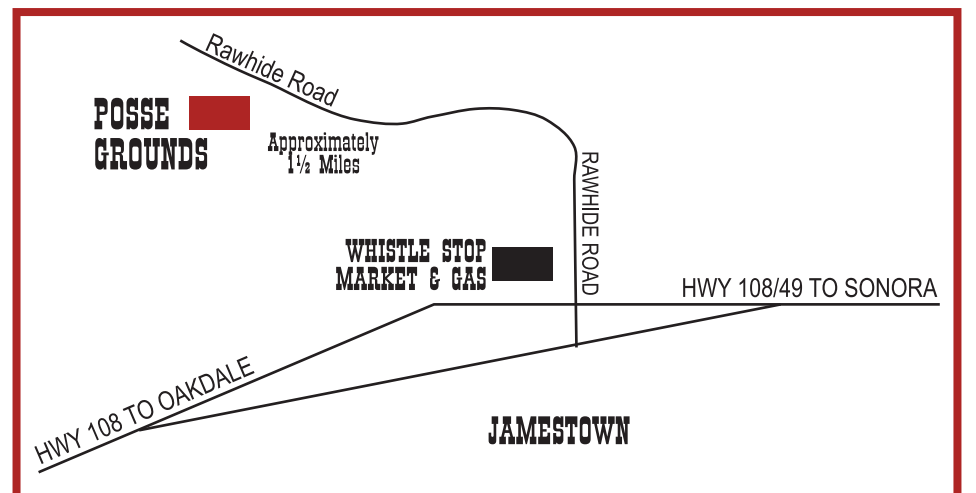 Rawhide Road
POSSE
GROUNDS
Approximately
1½ Miles
RAWHIDE ROAD
WHISTLE STOP
MARKET & GAS
HWY 108/49 TO SONORA
HWY 108 TO OAKDALE
JAMESTOWN